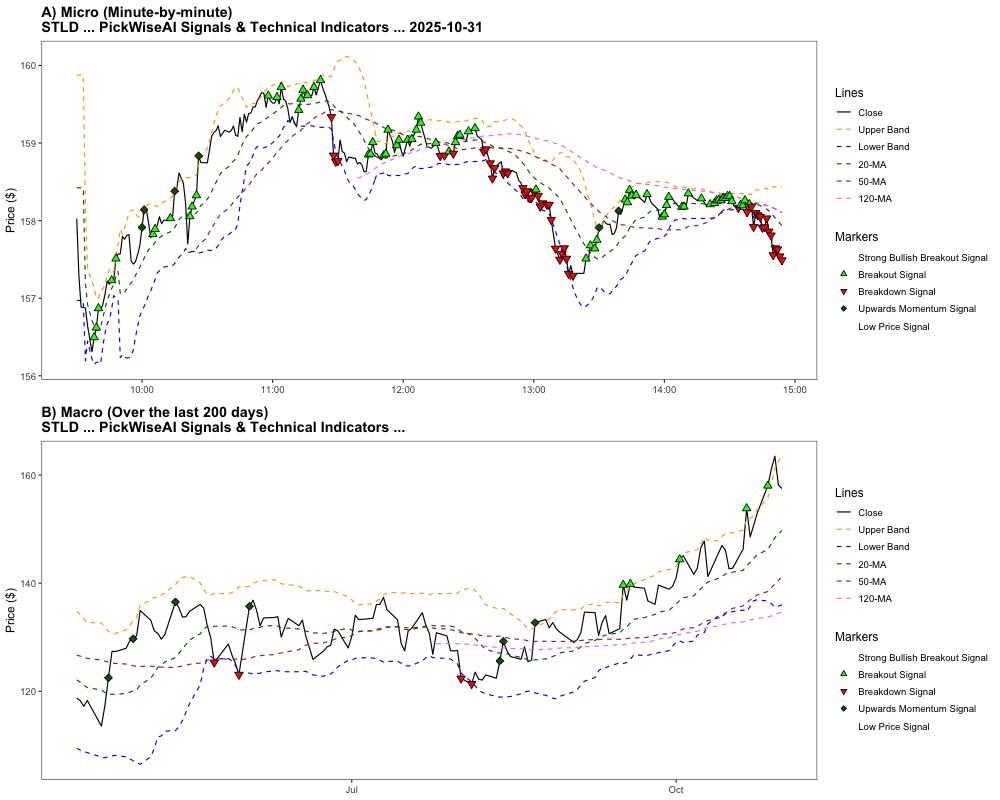 A) Micro (Minute-by-minute)
STLD ... PickWiseAI Signals & Technical Indicators ... 2025-10-31
Price ($)
160
159
158
157
156
10:00
11:00
12:00
13:00
14:00
15:00
Lines
Close
Upper Band
Lower Band
20-MA
50-MA
120-MA
Markers
Strong Bullish Breakout Signal
Breakout Signal
Breakdown Signal
Upwards Momentum Signal
Low Price Signal
B) Macro (Over the last 200 days)
STLD ... PickWiseAI Signals & Technical Indicators ...
Price ($)
160
140
120
Jul
Oct
Lines
Close
Upper Band
Lower Band
20-MA
50-MA
120-MA
Markers
Strong Bullish Breakout Signal
Breakout Signal
Breakdown Signal
Upwards Momentum Signal
Low Price Signal